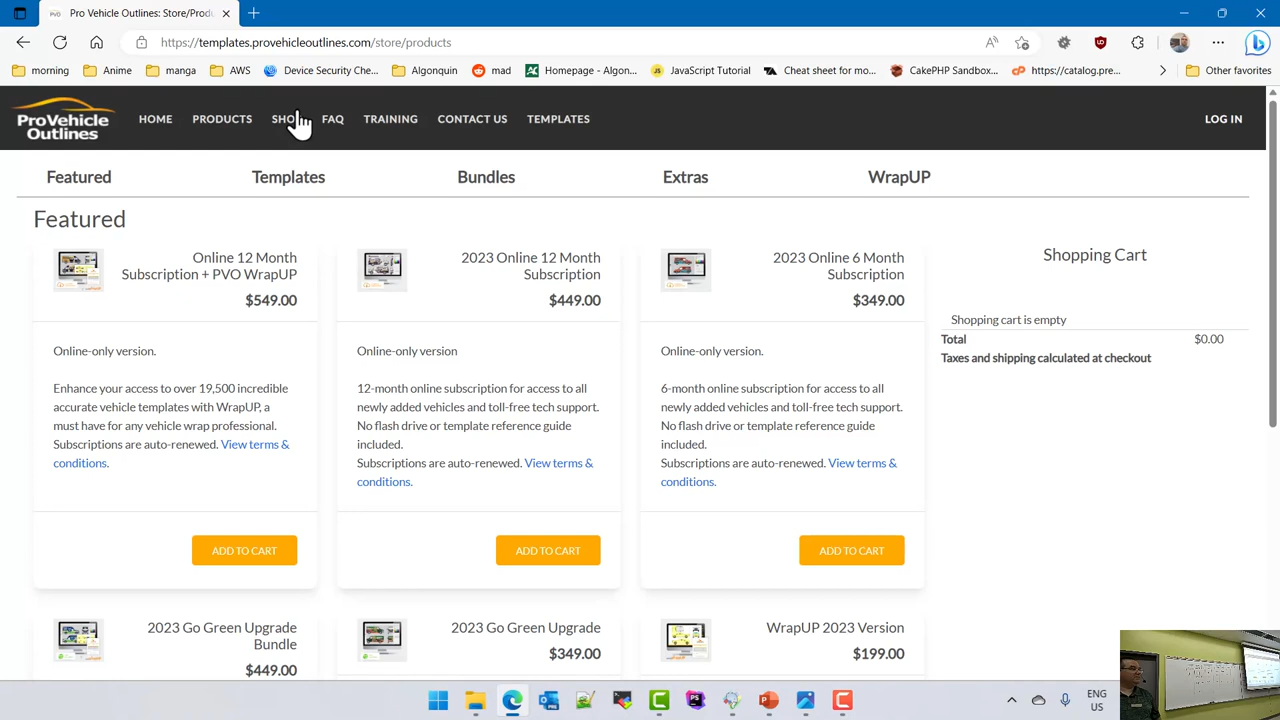 Pro Vehicle Outlines: Store/Produ
https://templates.provehicleoutlines.com/store/products
morning
Anime
manga
AWS
Device Security Che...
Algonquin
mad
Homepage - Algon...
JavaScript Tutorial
Cheat sheet for mo...
CakePHP Sandbox...
https://catalog.pre...
Other favorites
ProVehicle
Outlines
HOME
PRODUCTS
SHO
FAQ
TRAINING
CONTACT US
TEMPLATES
LOG IN
Featured
Templates
Bundles
Extras
WrapUP
Featured
Online 12 Month
Subscription + PVO WrapUP
$549.00
Online-only version.
Enhance your access to over 19,500 incredible
accurate vehicle templates with WrapUP, a
must have for any vehicle wrap professional.
Subscriptions are auto-renewed. View terms &
conditions.
ADD TO CART
2023 Online 12 Month
Subscription
$449.00
Online-only version
12-month online subscription for access to all
newly added vehicles and toll-free tech support.
No flash drive or template reference guide
included.
Subscriptions are auto-renewed. View terms &
conditions.
ADD TO CART
2023 Online 6 Month
Subscription
$349.00
Online-only version.
6-month online subscription for access to all
newly added vehicles and toll-free tech support.
No flash drive or template reference guide
included.
Subscriptions are auto-renewed. View terms &
conditions.
ADD TO CART
Shopping Cart
Shopping cart is empty
Total $0.00
Taxes and shipping calculated at checkout
2023 Go Green Upgrade
Bundle
$449.00
2023 Go Green Upgrade
$349.00
WrapUP 2023 Version
$199.00
ENG
US